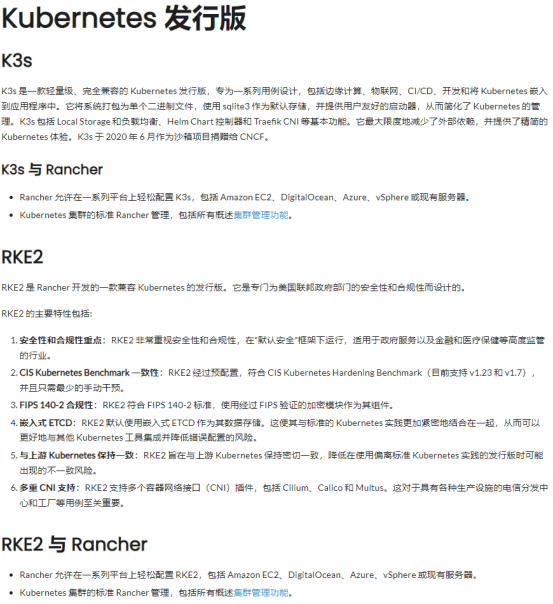 Kubernetes 发行版
K3s
K3s 是一款轻量级、完全兼容的 Kubernetes 发行版，专为一系列用例设计，包括边缘计算、物联网、CI/CD、开发和将 Kubernetes 嵌入
到应用程序中。它将系统打包为单个二进制文件，使用 sqlite3 作为默认存储，并提供用户友好的启动器，从而简化了 Kubernetes 的管
理。K3s 包括 Local Storage 和负载均衡、Helm Chart 控制器和 Traefik CNI 等基本功能。它最大限度地减少了外部依赖，并提供了精简的
Kubernetes 体验。K3s 于 2020 年 6 月作为沙箱项目捐赠给 CNCF。
K3s 与 Rancher
• Rancher 允许在一系列平台上轻松配置 K3s，包括 Amazon EC2、DigitalOcean、Azure、vSphere 或现有服务器。
• Kubernetes 集群的标准 Rancher 管理，包括所有概述集群管理功能。
RKE2
RKE2 是 Rancher 开发的一款兼容 Kubernetes 的发行版。它是专门为美国联邦政府部门的安全性和合规性而设计的。
RKE2 的主要特性包括:
1. 安全性和合规性重点：RKE2 非常重视安全性和合规性，在“默认安全”框架下运行，适用于政府服务以及金融和医疗保健等高度监管
的行业。
2. CIS Kubernetes Benchmark 一致性：RKE2 经过预配置，符合 CIS Kubernetes Hardening Benchmark（目前支持 v1.23 和 v1.7），
并且只需最少的手动干预。
3. FIPS 140-2 合规性：RKE2 符合 FIPS 140-2 标准，使用经过 FIPS 验证的加密模块作为其组件。
4. 嵌入式 ETCD：RKE2 默认使用嵌入式 ETCD 作为其数据存储。这使其与标准的 Kubernetes 实践更加紧密地结合在一起，从而可以
更好地与其他 Kubernetes 工具集成并降低错误配置的风险。
5. 与上游 Kubernetes 保持一致：RKE2 旨在与上游 Kubernetes 保持密切一致，降低在使用偏离标准 Kubernetes 实践的发行版时可能
出现的不一致风险。
6. 多重 CNI 支持：RKE2 支持多个容器网络接口（CNI）插件，包括 Cilium、Calico 和 Multus。这对于具有各种生产设施的电信分发中
心和工厂等用例至关重要。
RKE2 与 Rancher
• Rancher 允许在一系列平台上轻松配置 RKE2，包括 Amazon EC2、DigitalOcean、Azure、vSphere 或现有服务器。
• Kubernetes 集群的标准 Rancher 管理，包括所有概述集群管理功能。